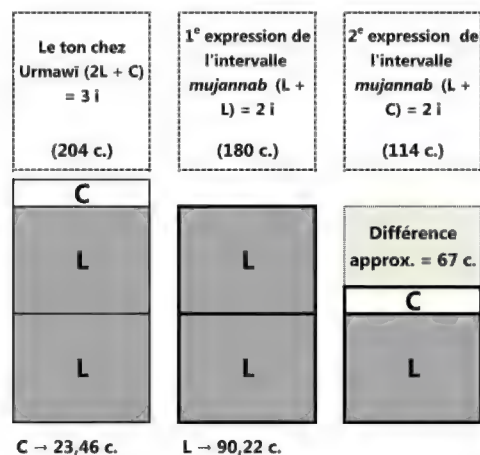 Le ton chez
Urmawī (2L + C)
= 3 i
(204 c.)
1e expression de
l'intervalle
mujannab (L +
L) = 2 i
(180 c.)
2e expression de
l'intervalle
mujannab (L +
C) = 2 i
(114 c.)
C
L
L
L
L
Différence
approx. = 67 c.
C
L
C → 23,46 c.
L → 90,22 c.